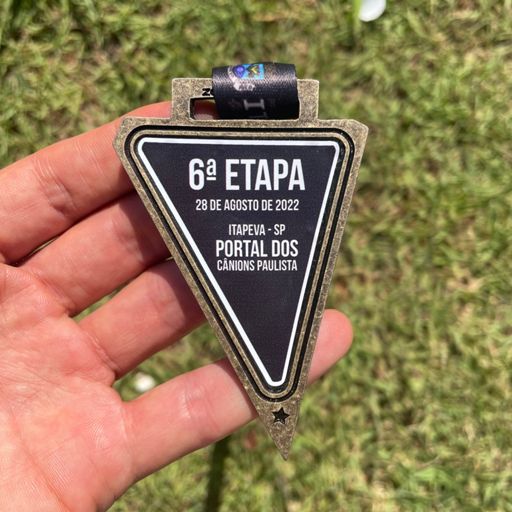 6ª ETAPA
28 DE AGOSTO DE 2022
ITAPEVA - SP
PORTAL DOS
CÂNIONS PAULISTA